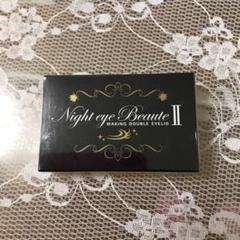 Night eye Beaute II
MAKING DOUBLE EYELID